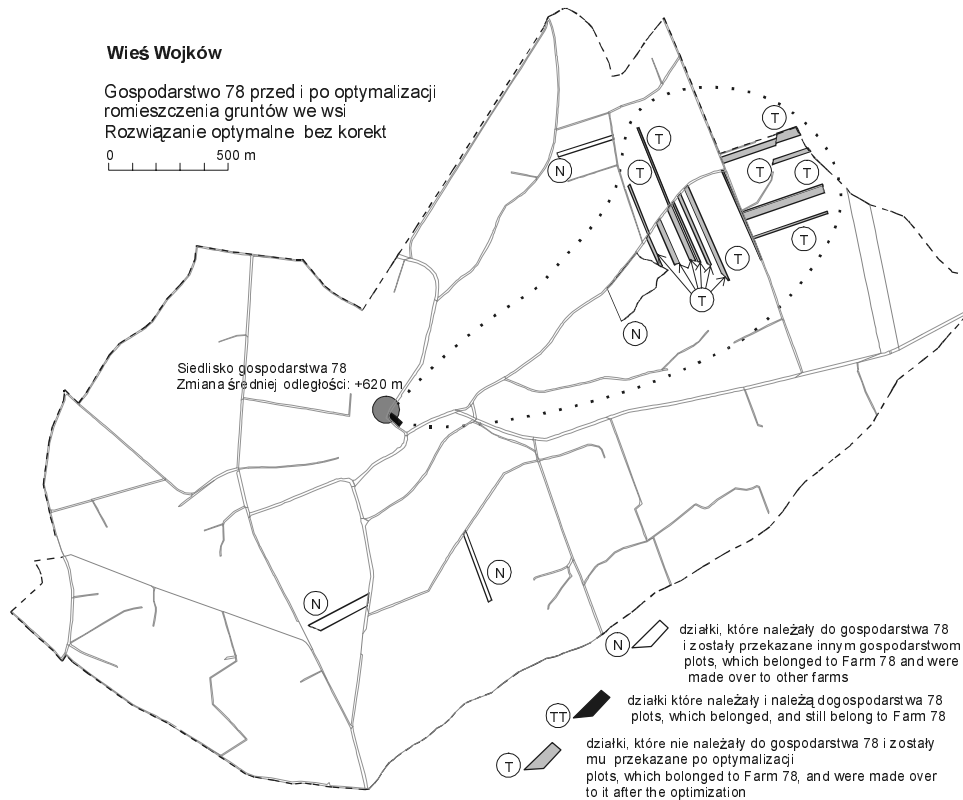 Wieś Wojków
Gospodarstwo 78 przed i po optymalizacji
romieszczenia gruntów we wsi
Rozwiązanie optymalne bez korekt
0 500 m
T
T
T
N
T
T
T
T
T
N
Siedlisko gospodarstwa 78
Zmiana średniej odległości: +620 m
N
N
N
działki, które należały do gospodarstwa 78
i zostały przekazane innym gospodarstwom
plots, which belonged to Farm 78 and were
made over to other farms
TT
działki które należały i należą dogospodarstwa 78
plots, which belonged, and still belong to Farm 78
T
działki, które nie należały do gospodarstwa 78 i zostały
mu przekazane po optymalizacji
plots, which bolonged to Farm 78, and were made over
to it after the optimization